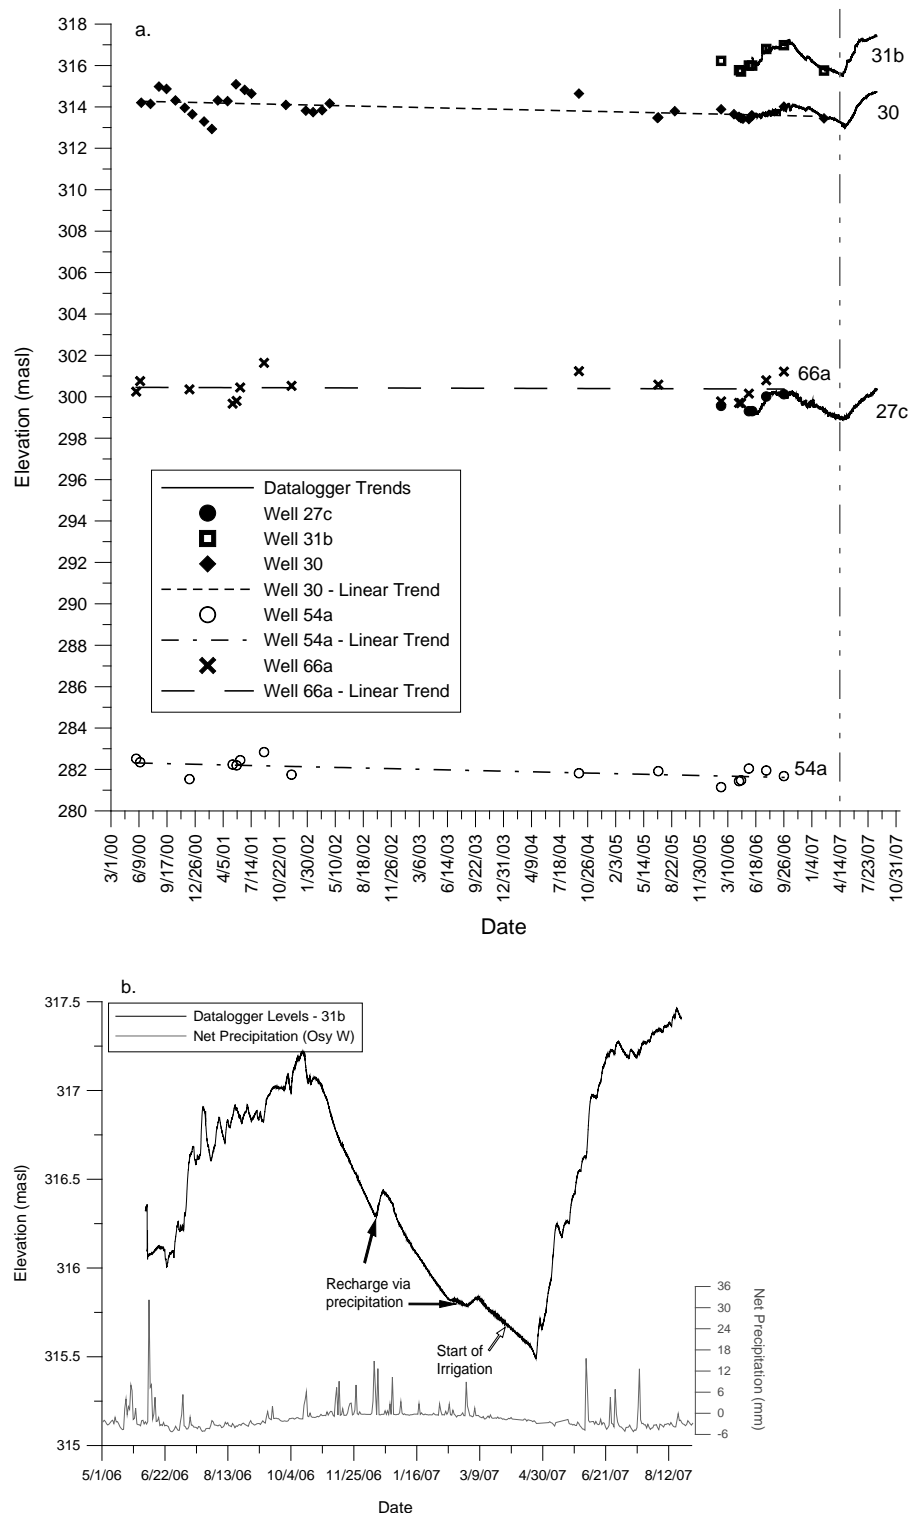 a.
318
316
314
312
310
308
306
304
302
300
298
296
294
292
290
288
286
284
282
280
Elevation (masl)
31b
30
66a
27c
54a
Datalogger Trends
Well 27c
Well 31b
Well 30
Well 30 - Linear Trend
Well 54a
Well 54a - Linear Trend
Well 66a
Well 66a - Linear Trend
3/1/00
6/9/00
9/17/00
12/26/00
4/5/01
7/14/01
10/22/01
1/30/02
5/10/02
8/18/02
11/26/02
3/6/03
6/14/03
9/22/03
12/31/03
4/9/04
7/18/04
10/26/04
2/3/05
5/14/05
8/22/05
11/30/05
3/10/06
6/18/06
9/26/06
1/4/07
4/14/07
7/23/07
10/31/07
Date
b.
317.5
317
316.5
316
315.5
315
Elevation (masl)
Datalogger Levels - 31b
Net Precipitation (Osy W)
Recharge via
precipitation
Start of
Irrigation
36
30
24
18
12
6
0
-6
Net Precipitation (mm)
5/1/06
6/22/06
8/13/06
10/4/06
11/25/06
1/16/07
3/9/07
4/30/07
6/21/07
8/12/07
Date